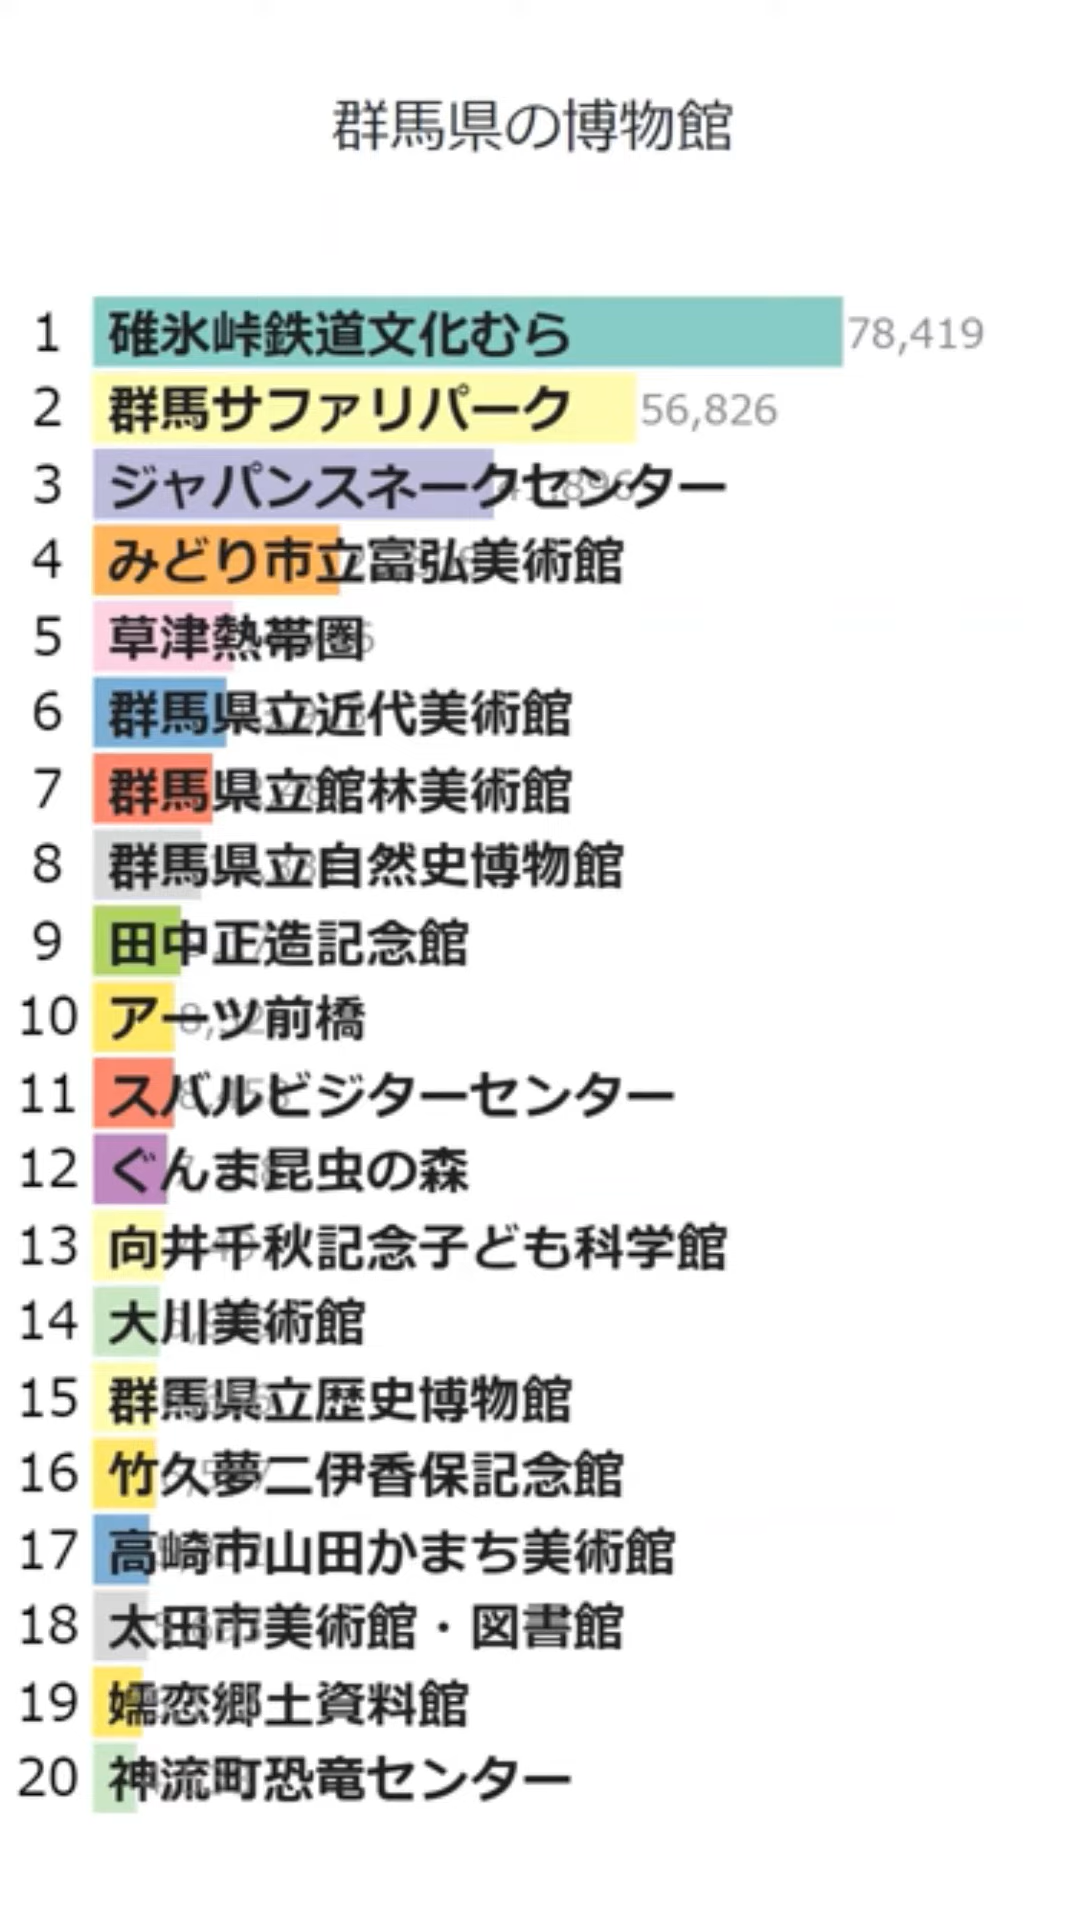 群馬県の博物館
1 碓氷峠鉄道文化むら 78,419
2 群馬サファリパーク 56,826
3 ジャパンスネークセンター
4 みどり市立富弘美術館
5 草津熱帯圏
6 群馬県立近代美術館
7 群馬県立館林美術館
8 群馬県立自然史博物館
9 田中正造記念館
10 アーツ前橋
11 スバルビジターセンター
12 ぐんま昆虫の森
13 向井千秋記念子ども科学館
14 大川美術館
15 群馬県立歴史博物館
16 竹久夢二伊香保記念館
17 高崎市山田かまち美術館
18 太田市美術館・図書館
19 嬬恋郷土資料館
20 神流町恐竜センター